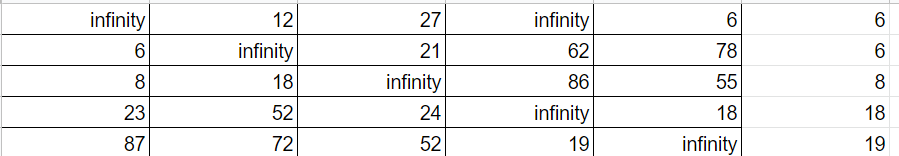 infinity 12 27 infinity 6 6
6 infinity 21 62 78 6
8 18 infinity 86 55 8
23 52 24 infinity 18 18
87 72 52 19 infinity 19